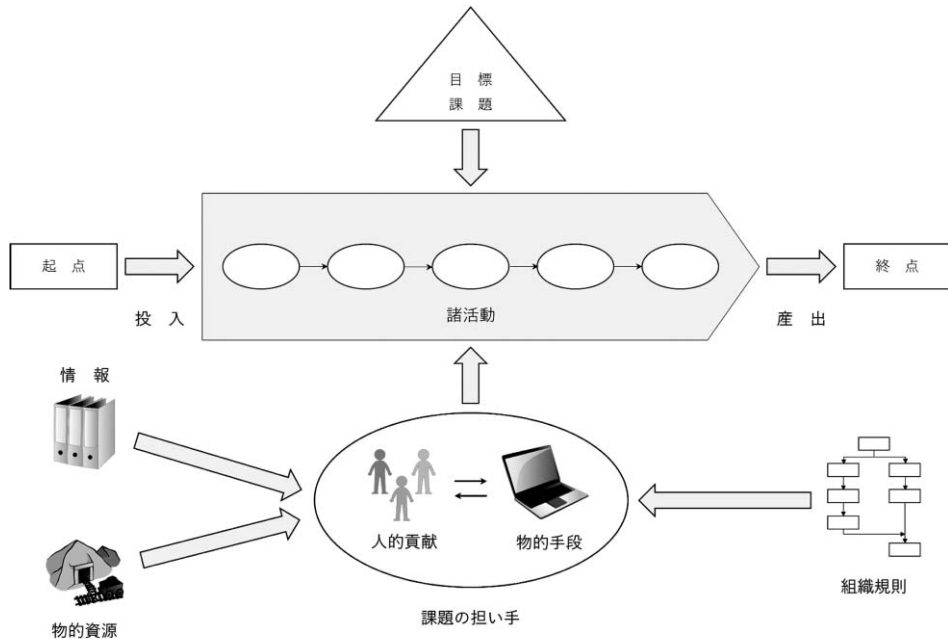 目 標
課 題
起 点
終 点
諸活動
投 入
産 出
情 報
人的貢献
物的手段
組織規則
物的資源
課題の担い手